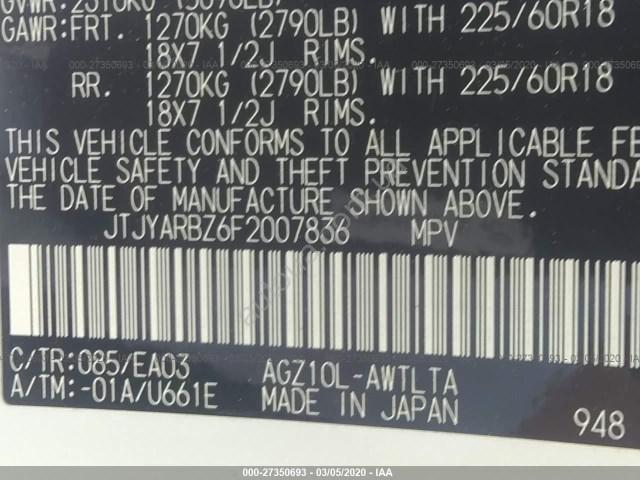 GVWR:2310KG (5090LB)
GAWR:FRT. 1270KG (2790LB) WITH 225/60R18
18X7 1/2J RIMS.
RR. 1270KG (2790LB) WITH 225/60R18
18X7 1/2J RIMS.
THIS VEHICLE CONFORMS TO ALL APPLICABLE FE
VEHICLE SAFETY AND THEFT PREVENTION STANDA
THE DATE OF MANUFACTURE SHOWN ABOVE.
JTJYARBZ6F2007836 MPV
C/TR:085/EA03 AGZ10L-AWTLTA
A/TM:-01A/U661E MADE IN JAPAN
948
000-27350693 - 03/05/2020 - IAA